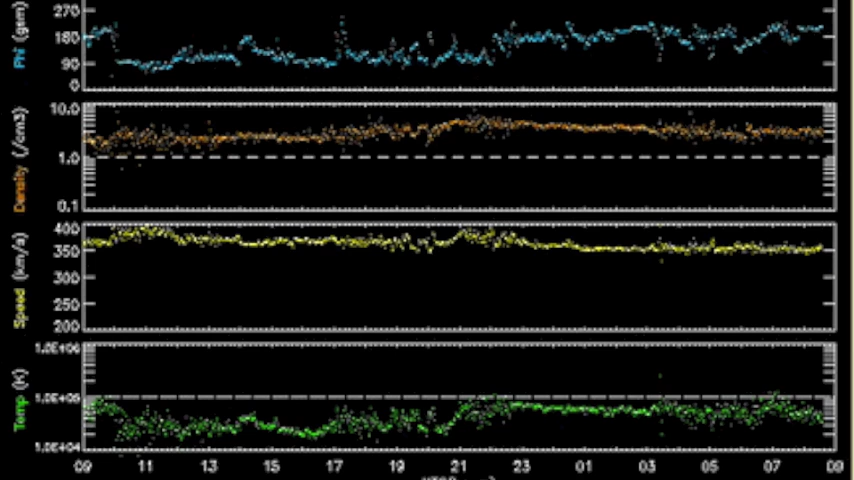 270
180
90
0
Phi (gsm)
10.0
1.0
0.1
Density (/cm3)
400
350
300
250
200
Speed (km/s)
1.0E+06
1.0E+05
1.0E+04
Temp (K)
09 11 13 15 17 19 21 23 01 03 05 07 09